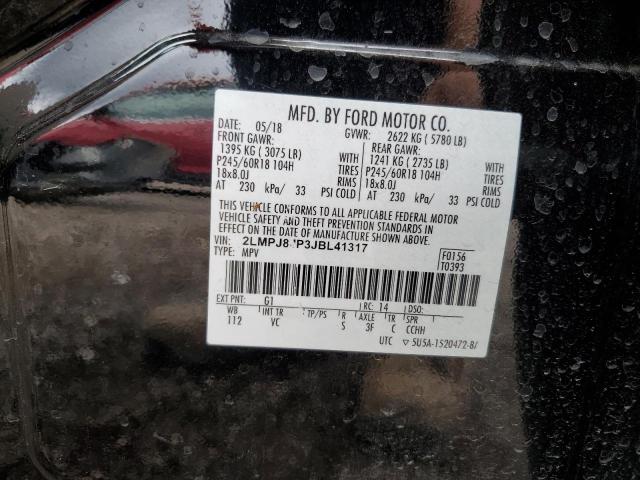 MFD. BY FORD MOTOR CO.
DATE: 05/18 GVWR: 2622 KG ( 5780 LB)
FRONT GAWR: REAR GAWR:
1395 KG ( 3075 LB) 1241 KG ( 2735 LB)
P245/60R18 104H TIRES P245/60R18 104H TIRES
18x8.0J RIMS 18x8.0J RIMS
AT 230 kPa/ 33 PSI COLD AT 230 kPa/ 33 PSI COLD
THIS VEHICLE CONFORMS TO ALL APPLICABLE FEDERAL MOTOR
VEHICLE SAFETY AND THEFT PREVENTION STANDARDS IN
EFFECT ON THE DATE OF MANUFACTURE SHOWN ABOVE.
VIN: F0156
TYPE: MPV T0393
EXT PNT: G1 RC: 14 DSO:
WB INT TR TP/PS R AXLE TR SPR
112 VC S 3F C CCHH
UTC